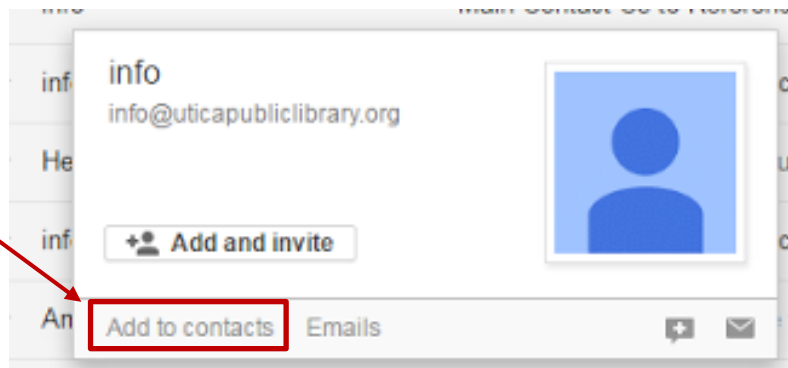 info
info@uticapubliclibrary.org
Add and invite
Add to contacts Emails